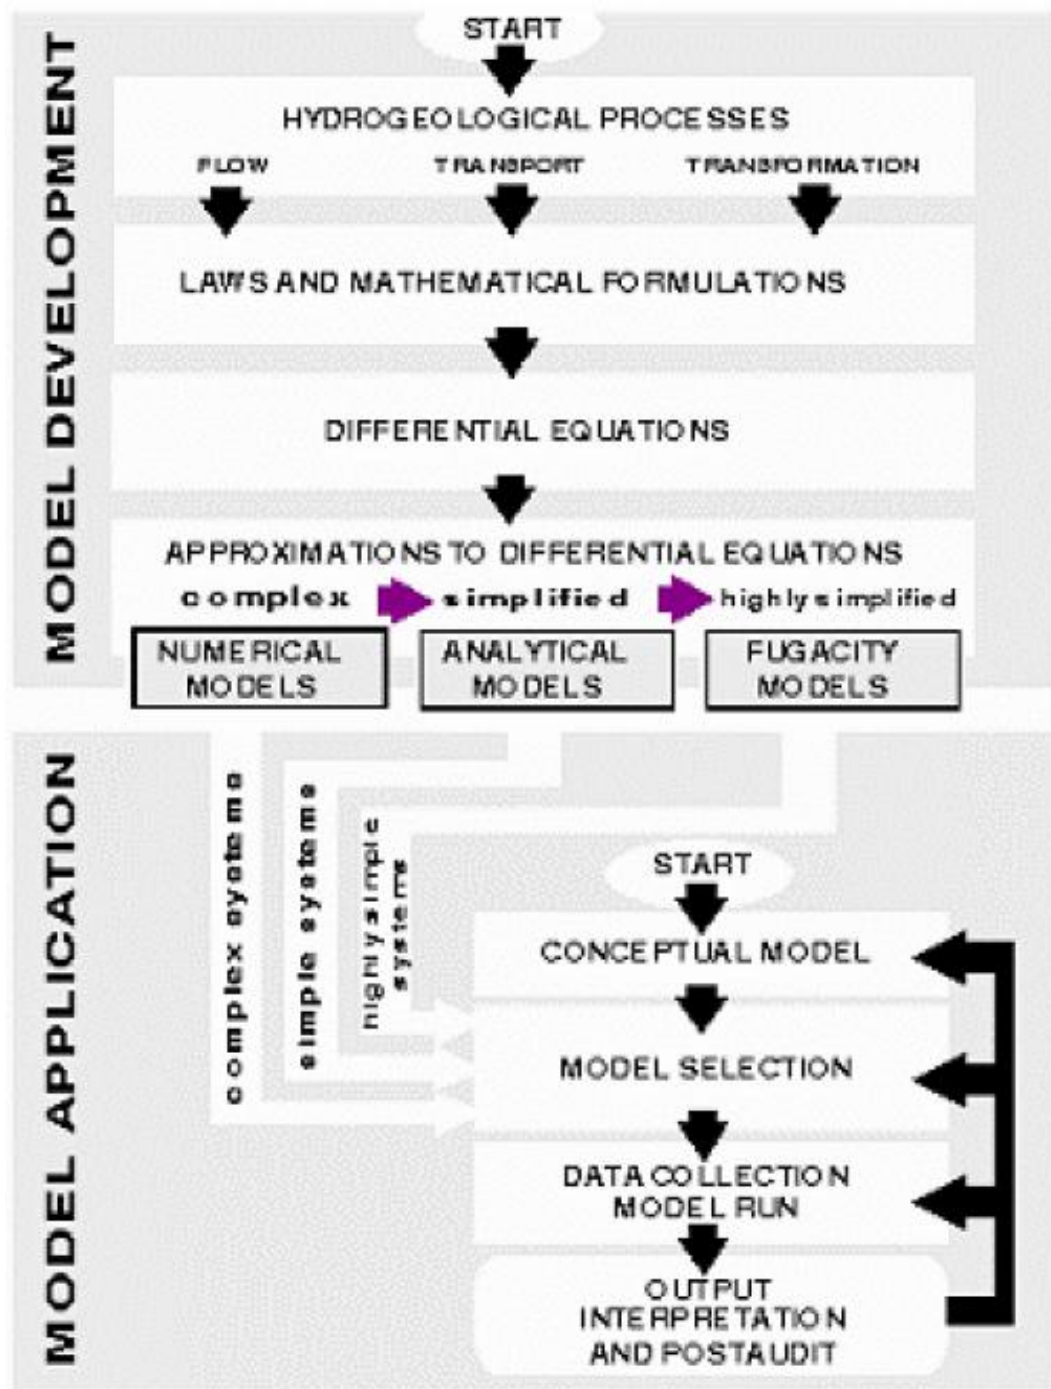 MODEL DEVELOPMENT
START
HYDROGEOLOGICAL PROCESSES
FLOW TRANSPORT TRANSFORMATION
LAWS AND MATHEMATICAL FORMULATIONS
DIFFERENTIAL EQUATIONS
APPROXIMATIONS TO DIFFERENTIAL EQUATIONS
complex simplified highly simplified
NUMERICAL
MODELS
ANALYTICAL
MODELS
FUGACITY
MODELS
MODEL APPLICATION
complex systems
simple systems
highly simple
systems
START
CONCEPTUAL MODEL
MODEL SELECTION
DATA COLLECTION
MODEL RUN
OUTPUT
INTERPRETATION
AND POSTAUDIT